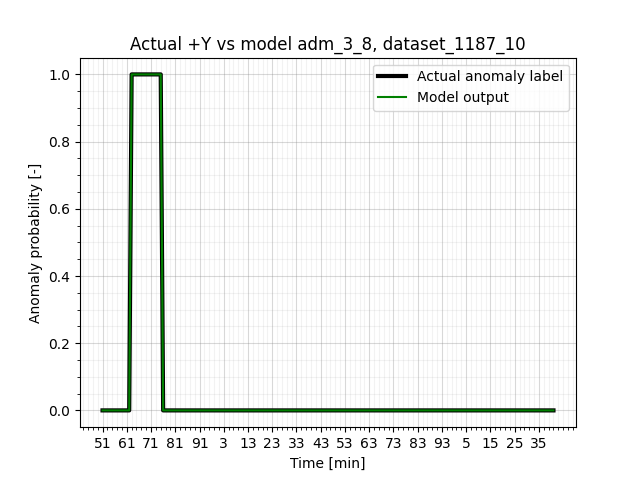 Actual +Y vs model adm_3_8, dataset_1187_10
Actual anomaly label
Model output
Anomaly probability [-]
1.0
0.8
0.6
0.4
0.2
0.0
51 61 71 81 91 3 13 23 33 43 53 63 73 83 93 5 15 25 35
Time [min]